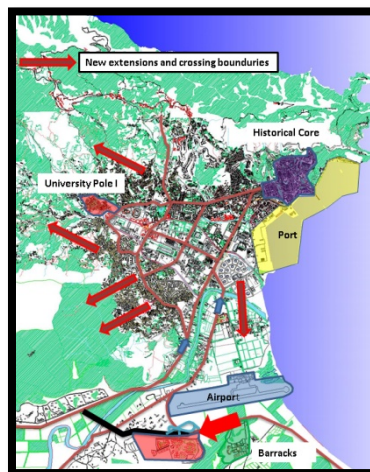 New extensions and crossing bounduries
Historical Core
University Pole I
Port
Airport
Barracks